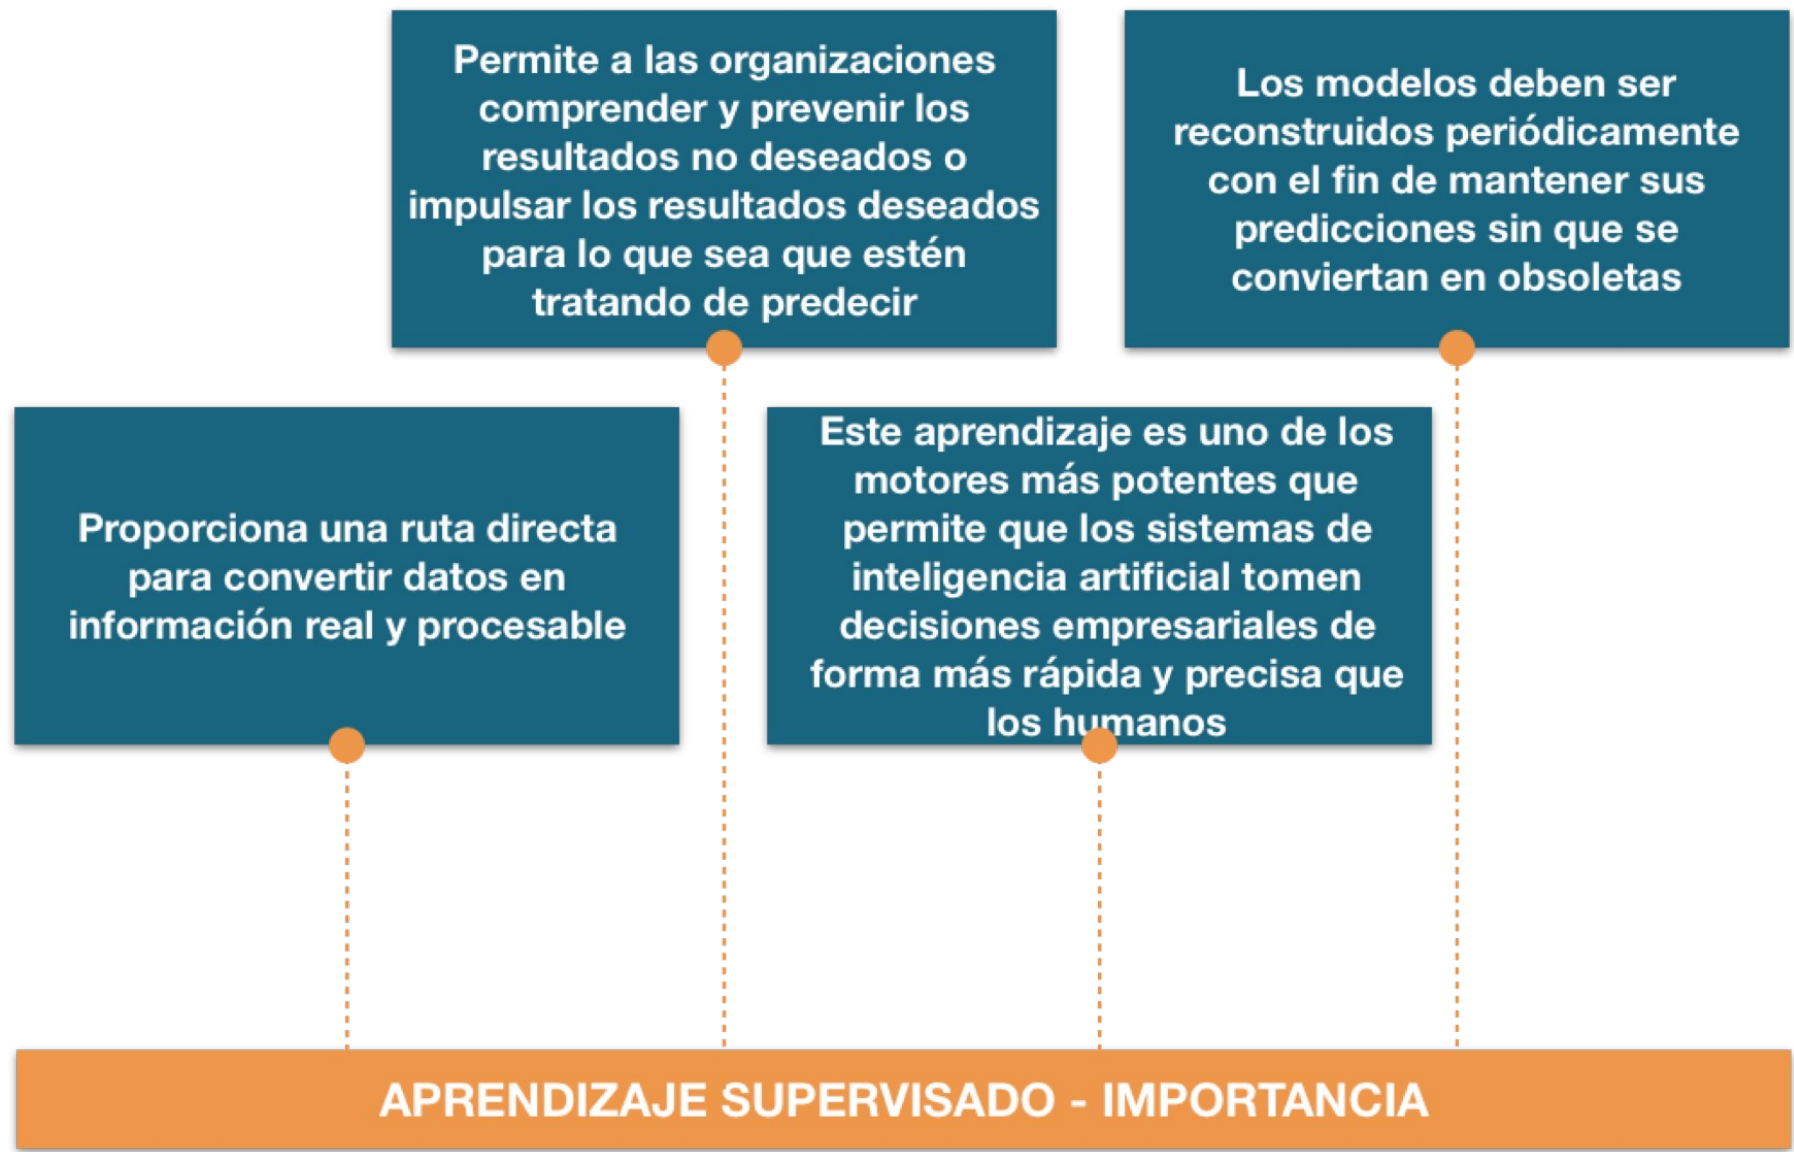 Permite a las organizaciones
comprender y prevenir los
resultados no deseados o
impulsar los resultados deseados
para lo que sea que estén
tratando de predecir
Los modelos deben ser
reconstruidos periódicamente
con el fin de mantener sus
predicciones sin que se
conviertan en obsoletas
Proporciona una ruta directa
para convertir datos en
información real y procesable
Este aprendizaje es uno de los
motores más potentes que
permite que los sistemas de
inteligencia artificial tomen
decisiones empresariales de
forma más rápida y precisa que
los humanos
APRENDIZAJE SUPERVISADO - IMPORTANCIA